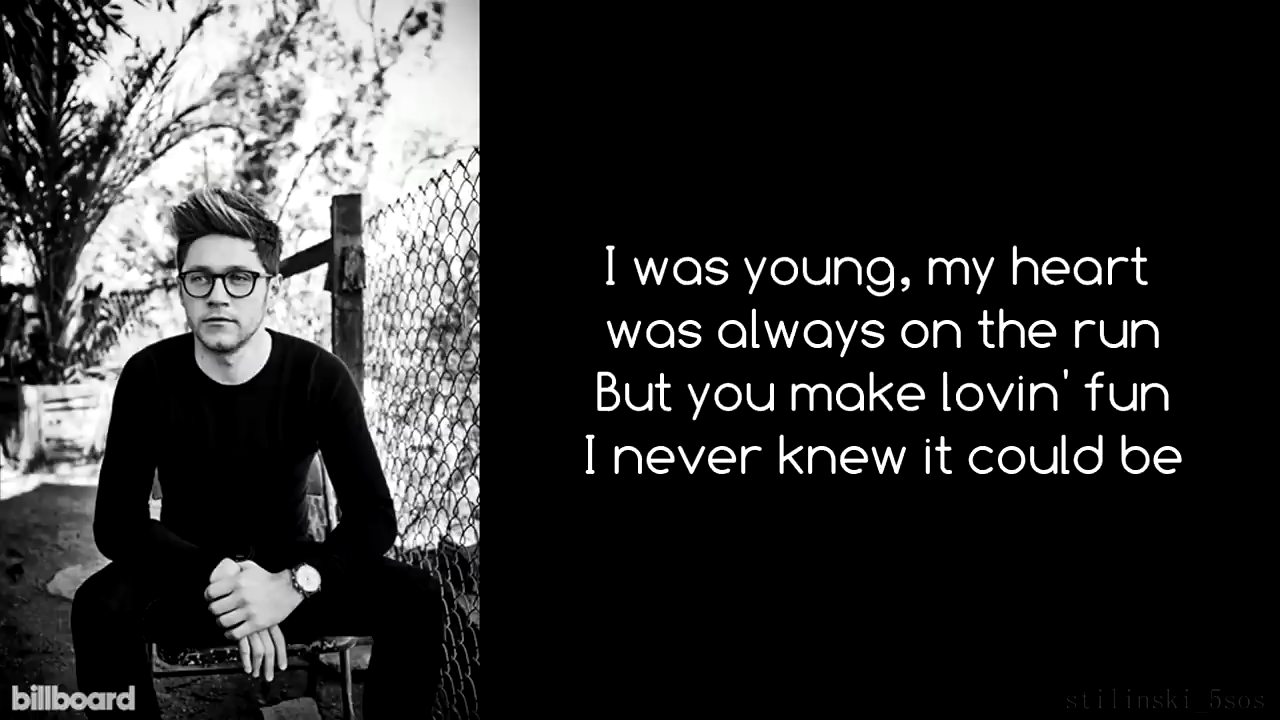 I was young, my heart
was always on the run
But you make lovin' fun
I never knew it could be
billboard
stilinski_5sos